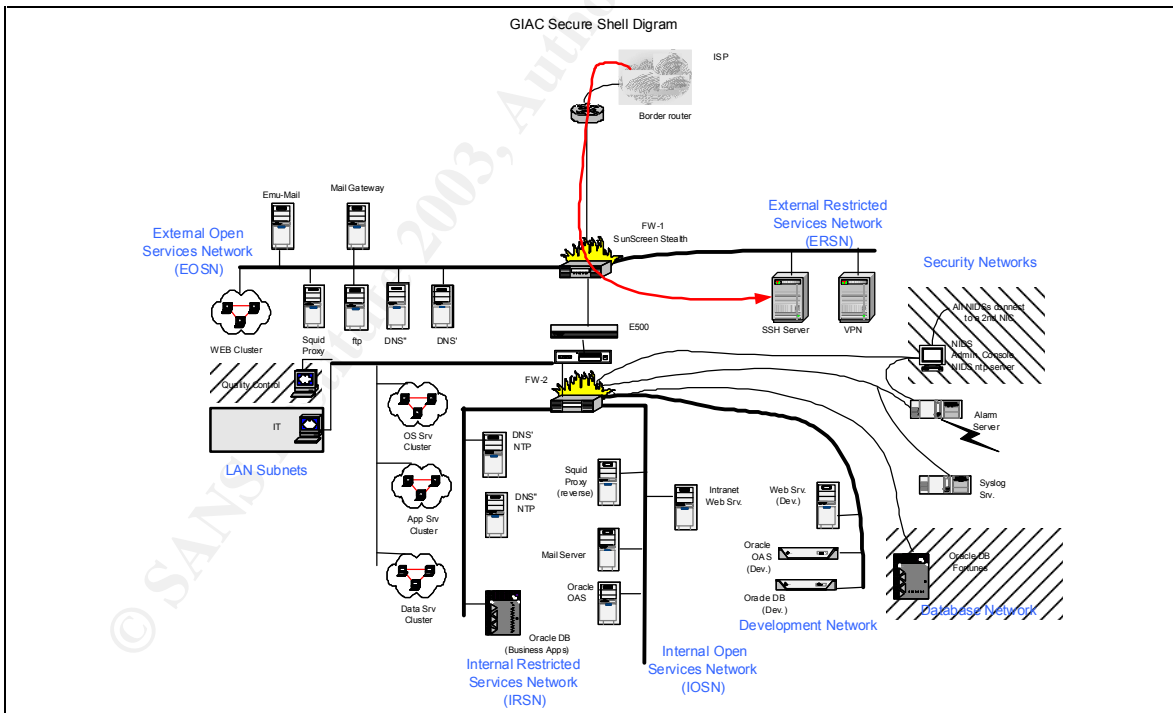 GIAC Secure Shell Digram
ISP
Border router
Emu-Mail
Mail Gateway
External Open
Services Network
(EOSN)
FW-1
SunScreen Stealth
External Restricted
Services Network
(ERSN)
Security Networks
WEB Cluster
Squid
Proxy
ftp
DNS"
DNS'
E500
SSH Server
VPN
All NIDSs connect
to a 2nd NIC
NIDS
Admin. Console
NIDS ntp server
Quality Control
FW-2
IT
LAN Subnets
OS Srv
Cluster
App Srv
Cluster
Data Srv
Cluster
DNS'
NTP
DNS"
NTP
Oracle DB
(Business Apps)
Internal Restricted
Services Network
(IRSN)
Squid
Proxy
(reverse)
Mail Server
Oracle
OAS
Intranet
Web Srv.
Internal Open
Services Network
(IOSN)
Web Srv.
(Dev.)
Oracle
OAS
(Dev.)
Oracle DB
(Dev.)
Development Network
Alarm
Server
Syslog
Srv.
Oracle DB
Fortunes
Database Network
© SANS Institute 2003, Autho